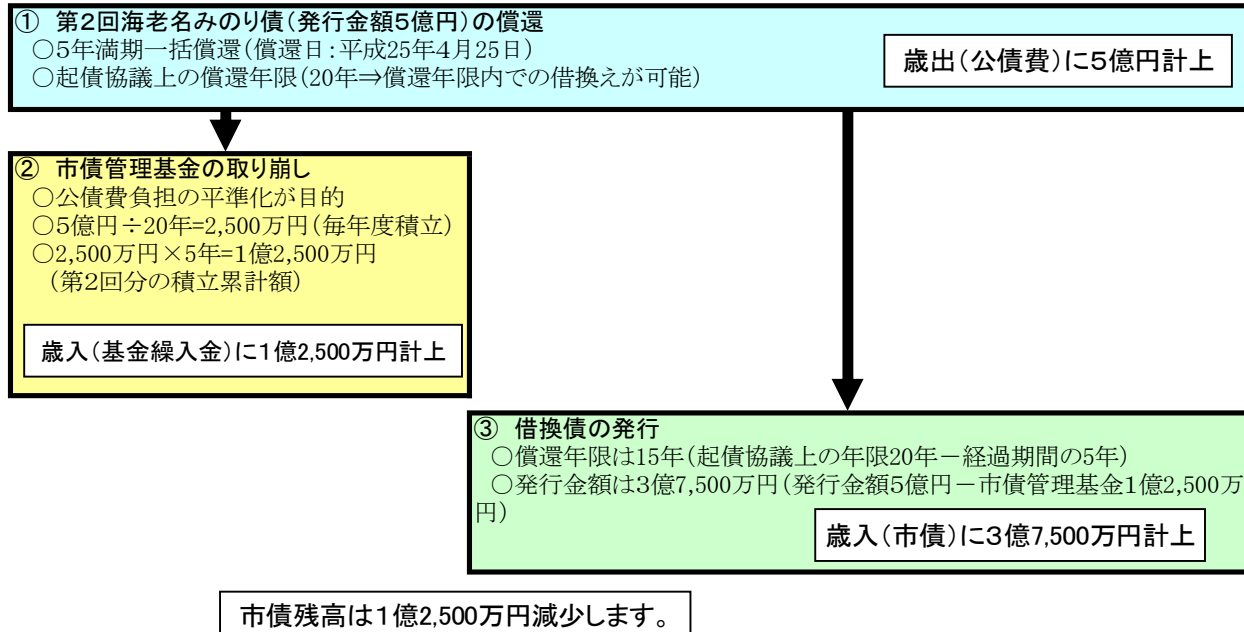 ① 第2回海老名みのり債(発行金額5億円)の償還
○5年満期一括償還(償還日:平成25年4月25日)
○起債協議上の償還年限(20年⇒償還年限内での借換えが可能)
歳出(公債費)に5億円計上
② 市債管理基金の取り崩し
○公債費負担の平準化が目的
○5億円÷20年=2,500万円(毎年度積立)
○2,500万円×5年=1億2,500万円
(第2回分の積立累計額)
歳入(基金繰入金)に1億2,500万円計上
③ 借換債の発行
○償還年限は15年(起債協議上の年限20年-経過期間の5年)
○発行金額は3億7,500万円(発行金額5億円-市債管理基金1億2,500万
円)
歳入(市債)に3億7,500万円計上
市債残高は1億2,500万円減少します。